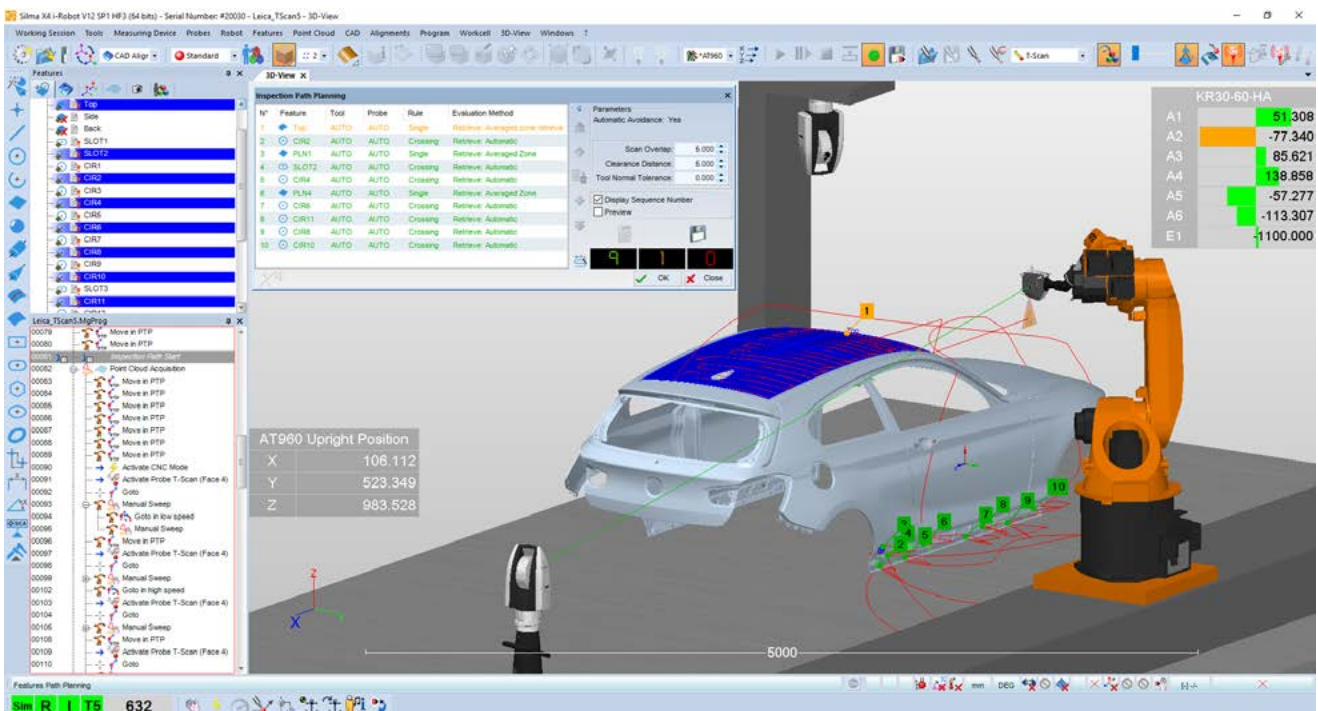 Silma X4 i-Robot V12 SP1 HF3 (64 bits) - Serial Number: #20030 - Leica_TScan5 - 3D-View
Working Session Tools Measuring Device Probes Robot Features Point Cloud CAD Alignments Program Workcell 3D-View Windows ?
CAD Align Standard :: 2 *AT960 T-Scan
Features
Top
Side
Back
SLOT1
SLOT2
CIR1
CIR2
CIR3
CIR4
CIR5
CIR6
CIR7
CIR8
CIR9
CIR10
SLOT3
CIR11
Leica_TScan5.MgProg
00079 Move in PTP
00080 Move in PTP
00081 Inspection Path Start
00082 Point Cloud Acquisition
00083 Move in PTP
00084 Move in PTP
00085 Move in PTP
00086 Move in PTP
00087 Move in PTP
00088 Move in PTP
00089 Move in PTP
00090 Activate CNC Mode
00091 Activate Probe T-Scan (Face 4)
00092 Goto
00093 Manual Sweep
00094 Goto in low speed
00095 Manual Sweep
00096 Move in PTP
00097 Activate Probe T-Scan (Face 4)
00098 Goto
00099 Manual Sweep
00102 Goto in high speed
00103 Activate Probe T-Scan (Face 4)
00104 Goto
00105 Manual Sweep
00108 Move in PTP
00109 Activate Probe T-Scan (Face 4)
00110 Goto
3D-View X
Inspection Path Planning
N° Feature Tool Probe Rule Evaluation Method
1 Top AUTO AUTO Single Retrieve: Averaged zone retrieve
2 CIR2 AUTO AUTO Crossing Retrieve: Automatic
3 PLN1 AUTO AUTO Single Retrieve: Averaged Zone
4 SLOT2 AUTO AUTO Crossing Retrieve: Automatic
5 CIR4 AUTO AUTO Crossing Retrieve: Automatic
6 PLN4 AUTO AUTO Single Retrieve: Averaged Zone
7 CIR6 AUTO AUTO Crossing Retrieve: Automatic
8 CIR11 AUTO AUTO Crossing Retrieve: Automatic
9 CIR8 AUTO AUTO Crossing Retrieve: Automatic
10 CIR10 AUTO AUTO Crossing Retrieve: Automatic
Parameters
Automatic Avoidance: Yes
Scan Overlap: 5.000
Clearance Distance: 5.000
Tool Normal Tolerance: 0.000
Display Sequence Number
Preview
9 1 0
OK Close
KR30-60-HA
A1 51.308
A2 -77.340
A3 85.621
A4 138.858
A5 -57.277
A6 -113.307
E1 -1100.000
1
Top
AT960 Upright Position
X 106.112
Y 523.349
Z 983.528
3
4
2
5
6
7
8
9
10
Z
X
5000
Features Path Planning
mm DEG
Sim R I T5 632